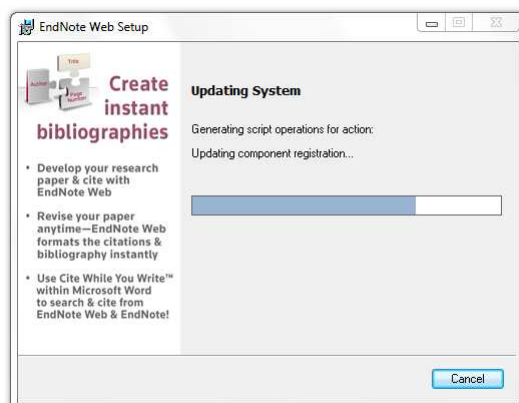 EndNote Web Setup
Title
Author
Page
Number
Create
instant
bibliographies
• Develop your research
paper & cite with
EndNote Web
• Revise your paper
anytime—EndNote Web
formats the citations &
bibliography instantly
• Use Cite While You Write™
within Microsoft Word
to search & cite from
EndNote Web & EndNote!
Updating System
Generating script operations for action:
Updating component registration...
Cancel